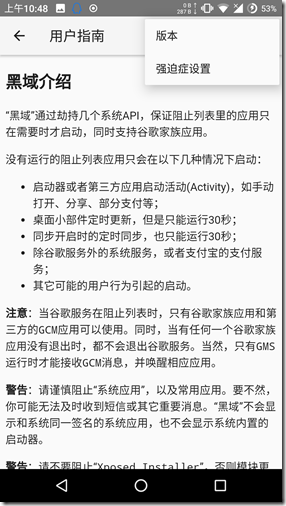 上午10:48
0 B
287 B
53%
用户指南
版本
强迫症设置
黑域介绍
“黑域”通过劫持几个系统API，保证阻止列表里的应用只
在需要时才启动，同时支持谷歌家族应用。
没有运行的阻止列表应用只会在以下几种情况下启动：
• 启动器或者第三方应用启动活动(Activity)，如手动
打开、分享、部分支付等；
• 桌面小部件定时更新，但是只能运行30秒；
• 同步开启时的定时同步，也只能运行30秒；
• 除谷歌服务外的系统服务，或者支付宝的支付服
务；
• 其它可能的用户行为引起的启动。
注意：当谷歌服务在阻止列表时，只有谷歌家族应用和第
三方的GCM应用可以使用。同时，当有任何一个谷歌家族
应用没有退出时，都不会退出谷歌服务。当然，只有GMS
运行时才能接收GCM消息，并唤醒相应应用。
警告：请谨慎阻止“系统应用”，以及常用应用。要不然，
你可能无法及时收到短信或其它重要消息。“黑域”不会显
示和系统同一签名的系统应用，也不会显示系统内置的
启动器。
警告：请不要阻止“Xposed Installer”，否则模块更